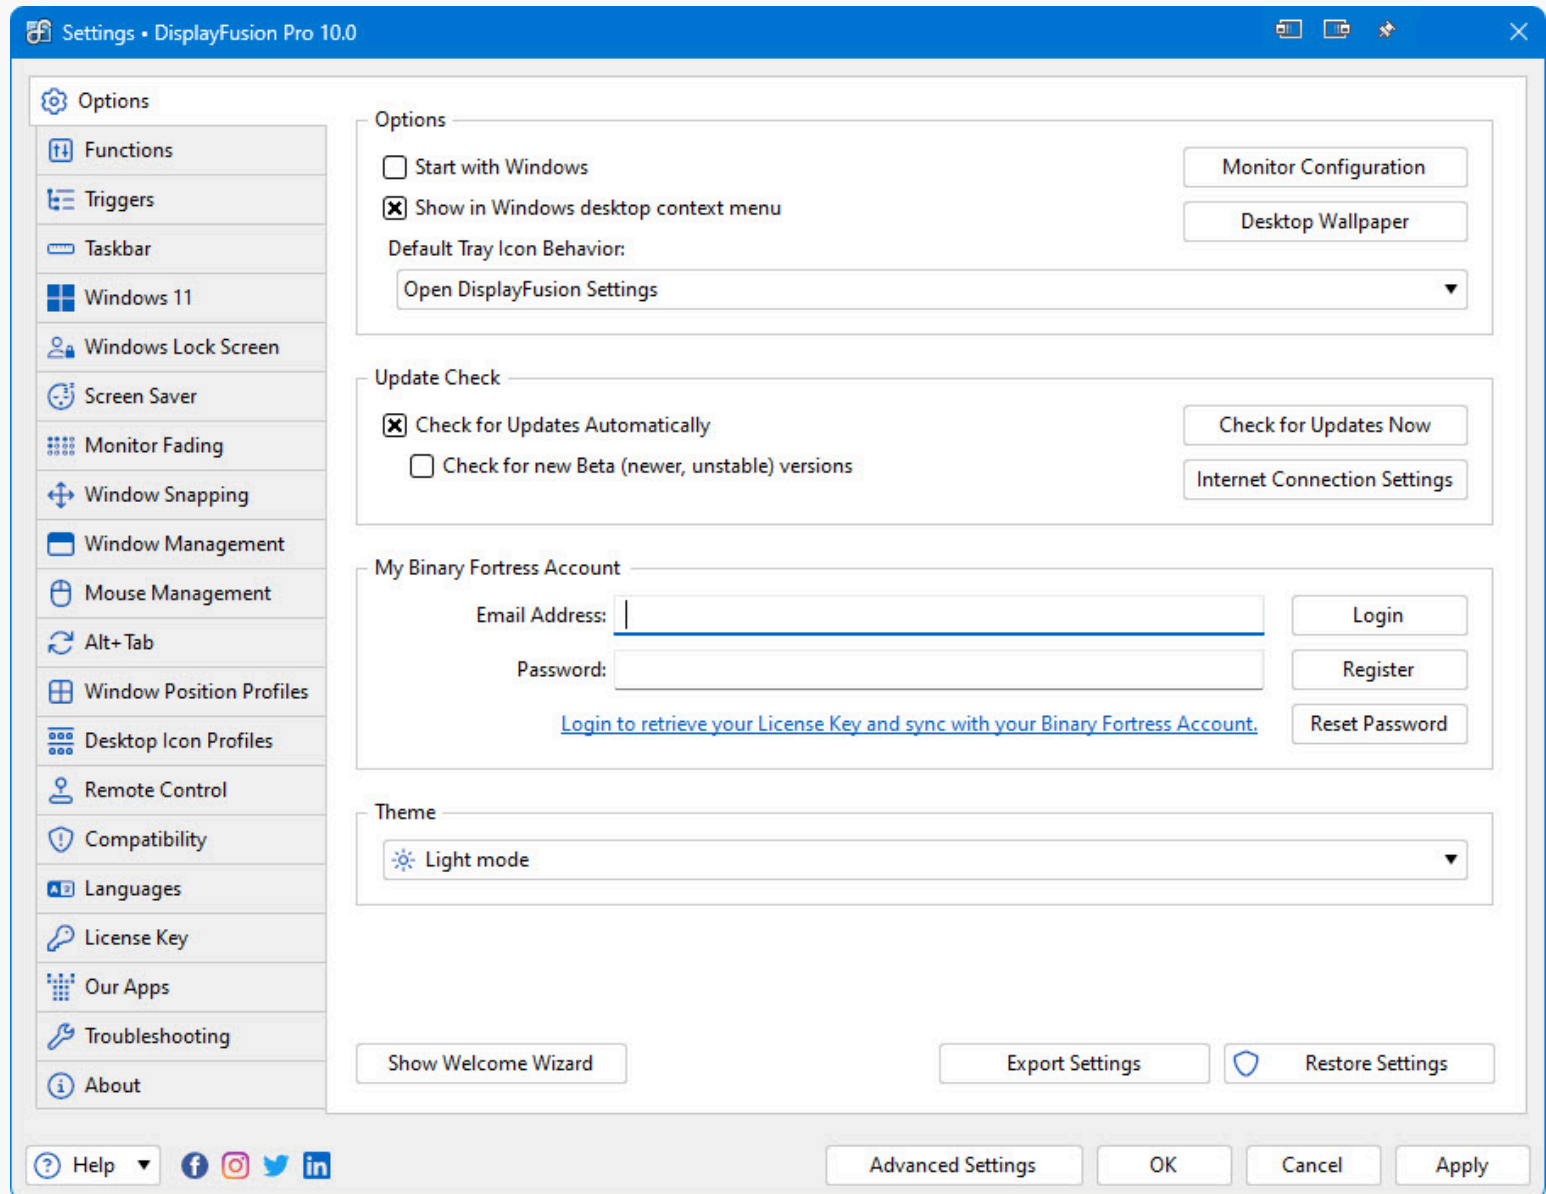 Settings • DisplayFusion Pro 10.0
Options
Functions
Triggers
Taskbar
Windows 11
Windows Lock Screen
Screen Saver
Monitor Fading
Window Snapping
Window Management
Mouse Management
Alt+Tab
Window Position Profiles
Desktop Icon Profiles
Remote Control
Compatibility
Languages
License Key
Our Apps
Troubleshooting
About
Options
Start with Windows
Monitor Configuration
Show in Windows desktop context menu
Desktop Wallpaper
Default Tray Icon Behavior:
Open DisplayFusion Settings
Update Check
Check for Updates Automatically
Check for Updates Now
Check for new Beta (newer, unstable) versions
Internet Connection Settings
My Binary Fortress Account
Email Address:
Login
Password:
Register
Login to retrieve your License Key and sync with your Binary Fortress Account.
Reset Password
Theme
Light mode
Show Welcome Wizard
Export Settings
Restore Settings
Help
Advanced Settings
OK
Cancel
Apply